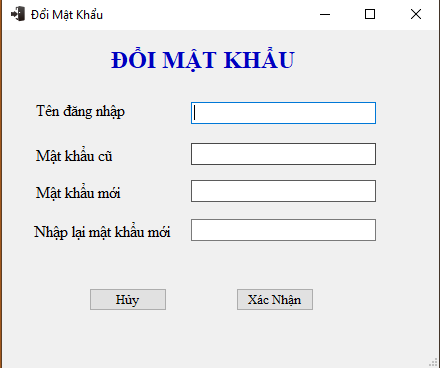 Đổi Mật Khẩu
ĐỔI MẬT KHẨU
Tên đăng nhập
Mật khẩu cũ
Mật khẩu mới
Nhập lại mật khẩu mới
Hủy
Xác Nhận